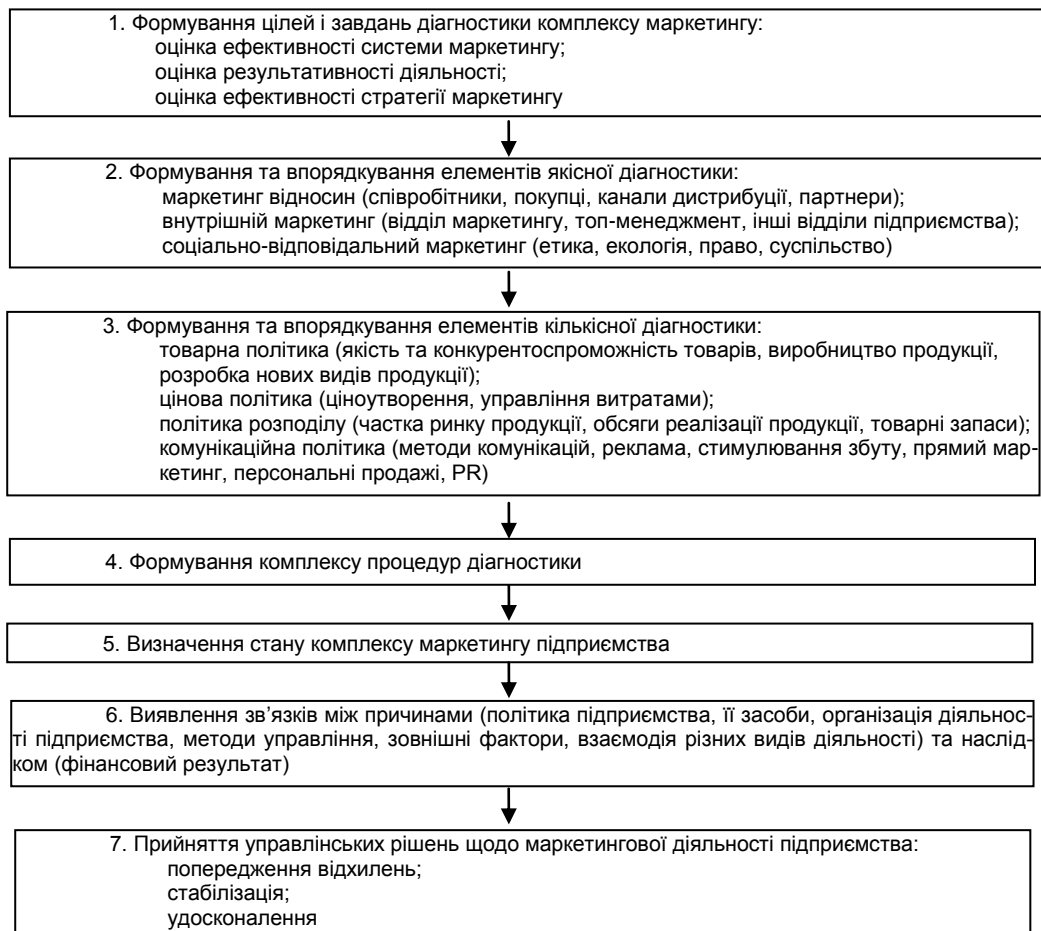 1. Формування цілей і завдань діагностики комплексу маркетингу:
оцінка ефективності системи маркетингу;
оцінка результативності діяльності;
оцінка ефективності стратегії маркетингу
2. Формування та впорядкування елементів якісної діагностики:
маркетинг відносин (співробітники, покупці, канали дистрибуції, партнери);
внутрішній маркетинг (відділ маркетингу, топ-менеджмент, інші відділи підприємства);
соціально-відповідальний маркетинг (етика, екологія, право, суспільство)
3. Формування та впорядкування елементів кількісної діагностики:
товарна політика (якість та конкурентоспроможність товарів, виробництво продукції,
розробка нових видів продукції);
цінова політика (ціноутворення, управління витратами);
політика розподілу (частка ринку продукції, обсяги реалізації продукції, товарні запаси);
комунікаційна політика (методи комунікацій, реклама, стимулювання збуту, прямий мар-
кетинг, персональні продажі, PR)
4. Формування комплексу процедур діагностики
5. Визначення стану комплексу маркетингу підприємства
6. Виявлення зв’язків між причинами (політика підприємства, її засоби, організація діяльнос-
ті підприємства, методи управління, зовнішні фактори, взаємодія різних видів діяльності) та наслід-
ком (фінансовий результат)
7. Прийняття управлінських рішень щодо маркетингової діяльності підприємства:
попередження відхилень;
стабілізація;
удосконалення